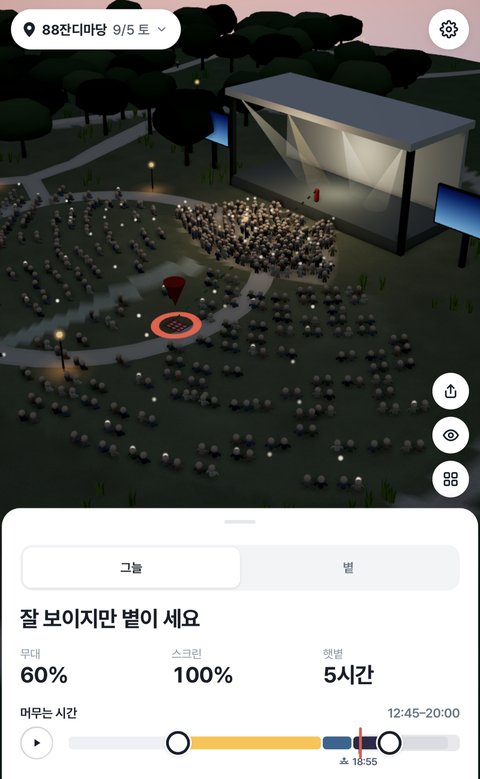 88잔디마당 9/5 토
그늘
볕
잘 보이지만 볕이 세요
무대
스크린
햇볕
60%
100%
5시간
머무는 시간
12:45–20:00
18:55